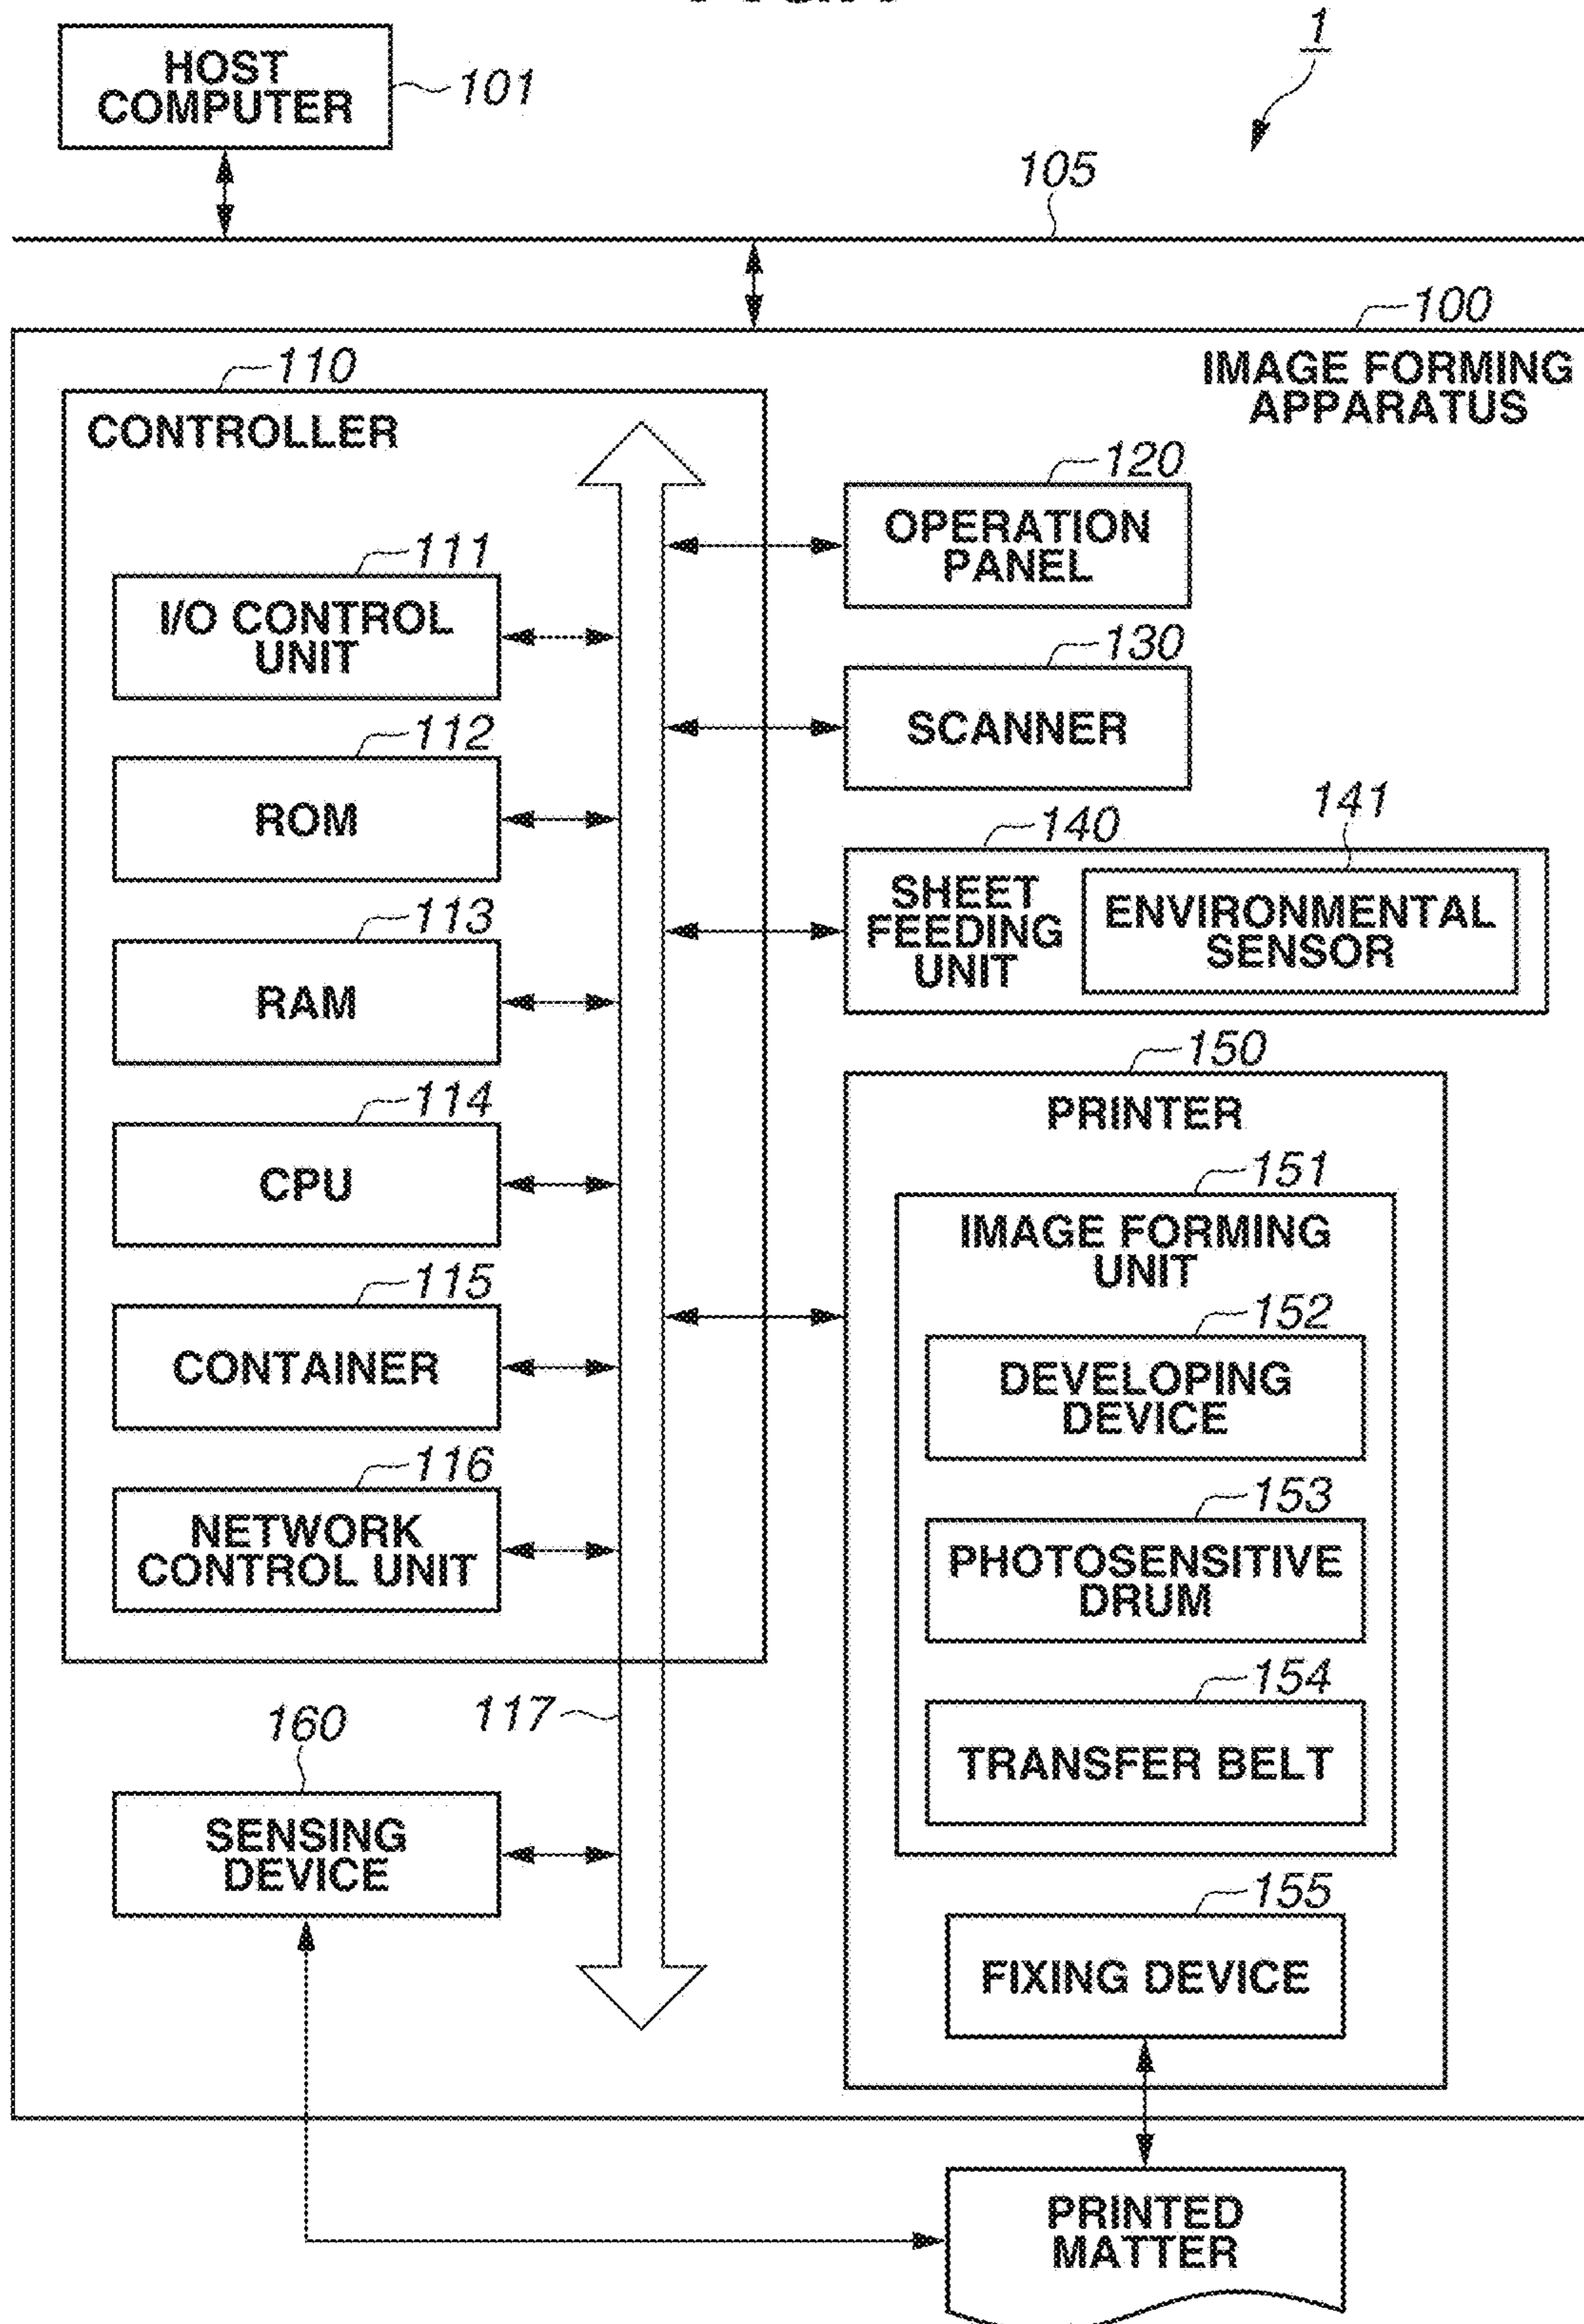 1
HOST
COMPUTER
101
105
100
IMAGE FORMING
APPARATUS
110
CONTROLLER
111
I/O CONTROL
UNIT
112
ROM
113
RAM
114
CPU
115
CONTAINER
116
NETWORK
CONTROL UNIT
117
160
SENSING
DEVICE
120
OPERATION
PANEL
130
SCANNER
140
SHEET
FEEDING
UNIT
141
ENVIRONMENTAL
SENSOR
150
PRINTER
151
IMAGE FORMING
UNIT
152
DEVELOPING
DEVICE
153
PHOTOSENSITIVE
DRUM
154
TRANSFER BELT
155
FIXING DEVICE
PRINTED
MATTER